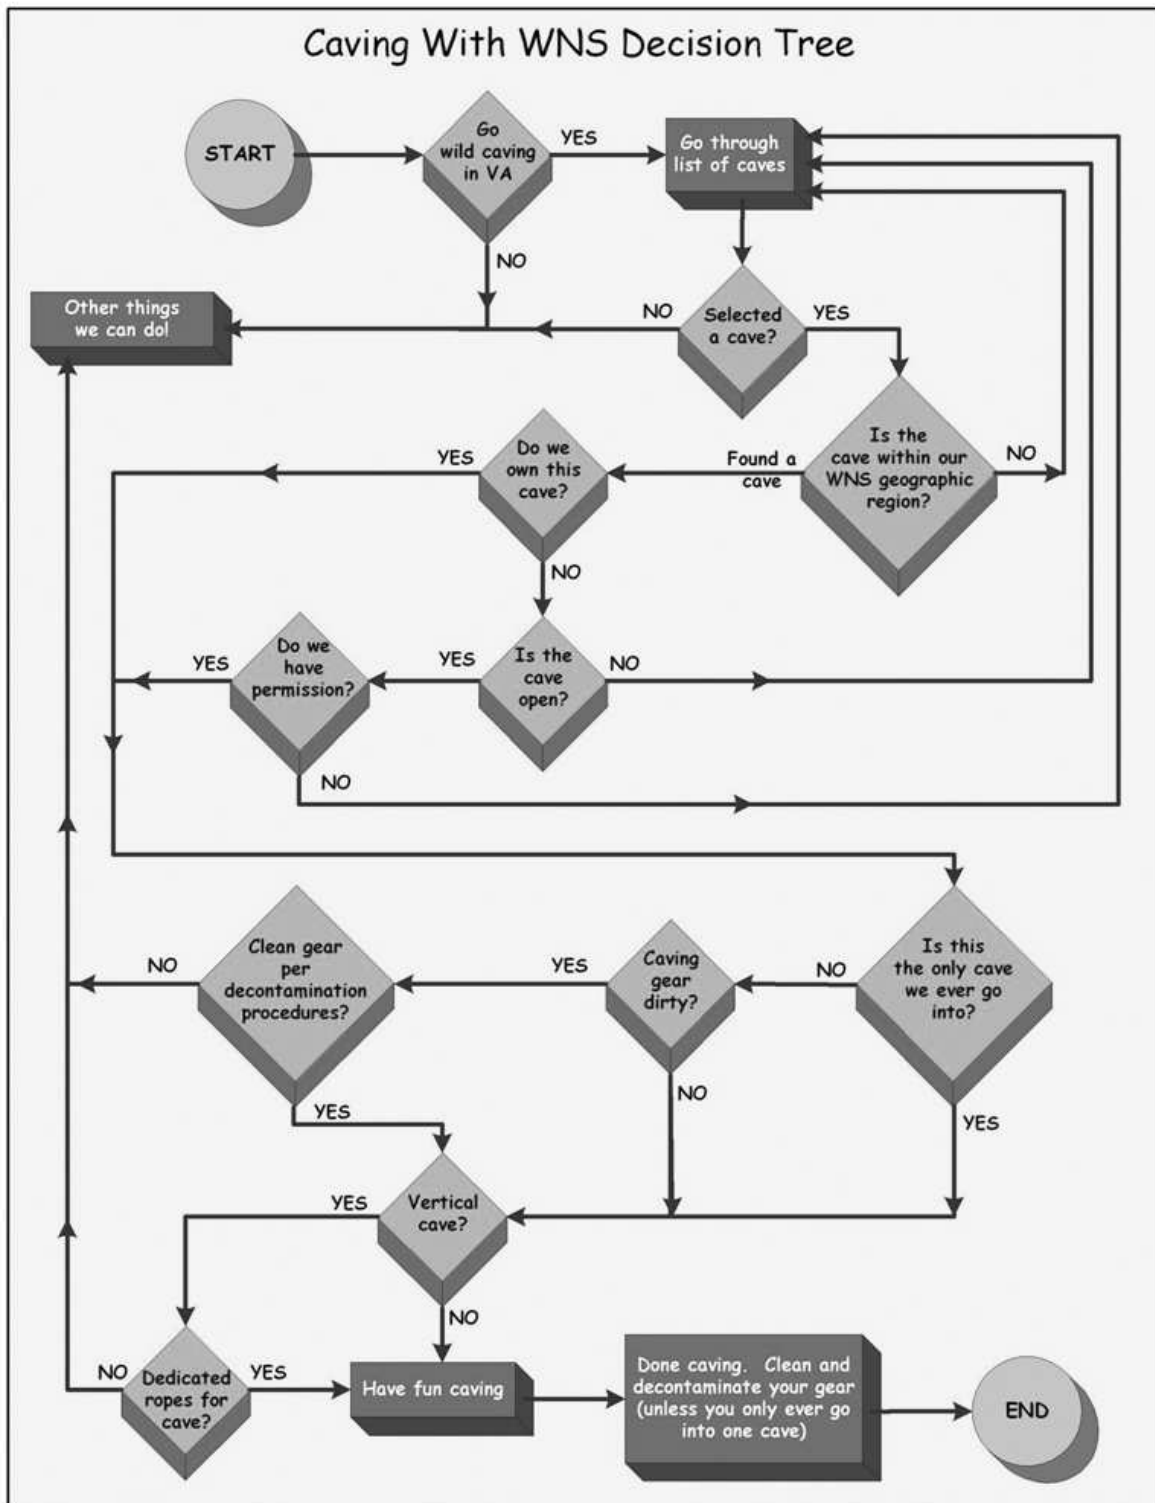 Caving With WNS Decision Tree
START
Go
wild caving
in VA
YES
Go through
list of caves
NO
Other things
we can do!
NO
Selected
a cave?
YES
Is the
cave within our
WNS geographic
region?
NO
Found a
cave
Do we
own this
cave?
YES
NO
Is the
cave
open?
NO
YES
Do we
have
permission?
YES
NO
Is this
the only cave
we ever go
into?
NO
YES
Caving
gear
dirty?
YES
NO
Clean gear
per
decontamination
procedures?
NO
YES
Vertical
cave?
YES
NO
Dedicated
ropes for
cave?
NO
YES
Have fun caving
Done caving. Clean and
decontaminate your gear
(unless you only ever go
into one cave)
END